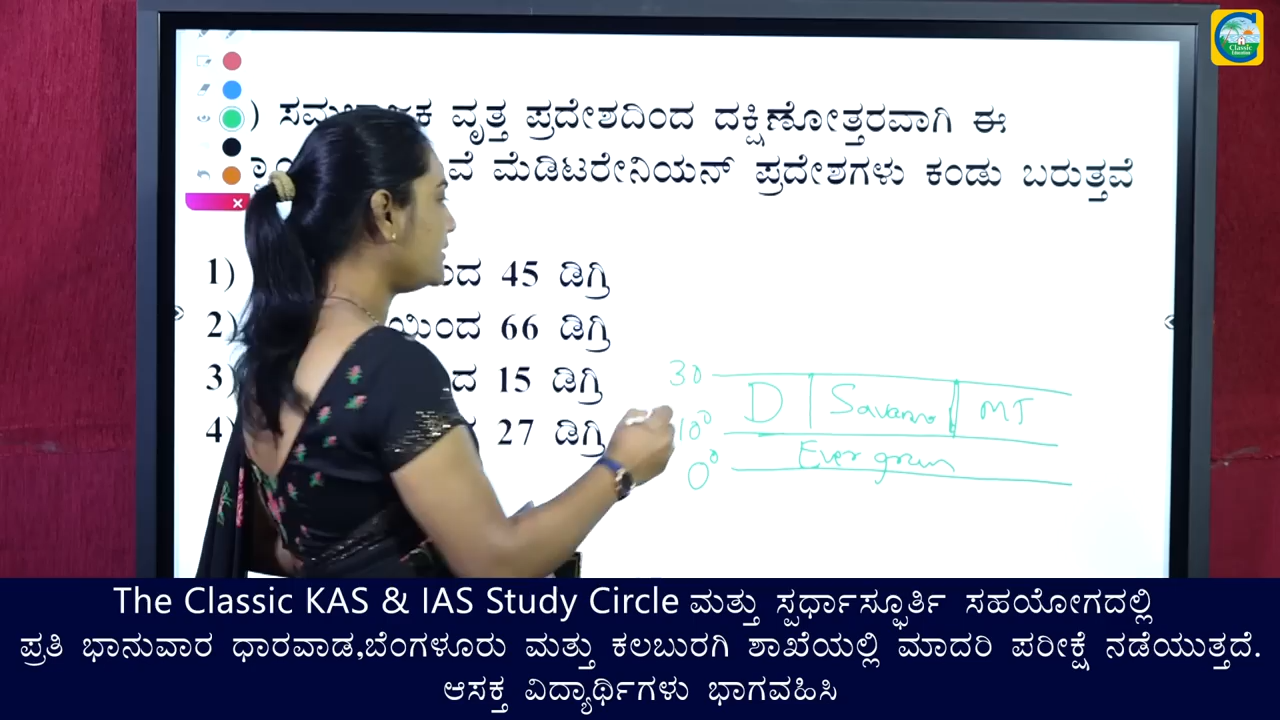 Classic
Education
ವೃತ್ತ ಪ್ರದೇಶದಿಂದ ದಕ್ಷಿಣೋತ್ತರವಾಗಿ ಈ
ಮೆಡಿಟರೇನಿಯನ್ ಪ್ರದೇಶಗಳು ಕಂಡು ಬರುತ್ತವೆ
1) 45 ಡಿಗ್ರಿ
2) 66 ಡಿಗ್ರಿ
3) 15 ಡಿಗ್ರಿ
4) 27 ಡಿಗ್ರಿ
30 D Savanna MT
10° Evergreen
0°
The Classic KAS & IAS Study Circle ಮತ್ತು ಸ್ಪರ್ಧಾಸ್ಫೂರ್ತಿ ಸಹಯೋಗದಲ್ಲಿ
ಪ್ರತಿ ಭಾನುವಾರ ಧಾರವಾಡ,ಬೆಂಗಳೂರು ಮತ್ತು ಕಲಬುರಗಿ ಶಾಖೆಯಲ್ಲಿ ಮಾದರಿ ಪರೀಕ್ಷೆ ನಡೆಯುತ್ತದೆ.
ಆಸಕ್ತ ವಿದ್ಯಾರ್ಥಿಗಳು ಭಾಗವಹಿಸಿ